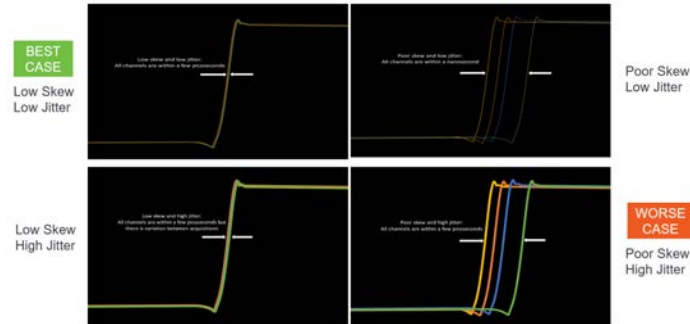 BEST
CASE
Low Skew
Low Jitter
Low skew and low jitter:
All channels are within a few picoseconds
Poor skew and low jitter:
All channels are within a nanosecond
Poor Skew
Low Jitter
Low Skew
High Jitter
Low skew and high jitter:
All channels are within a few picoseconds but
there is variation between acquisitions
Poor skew and high jitter:
All channels are within a few picoseconds
WORSE
CASE
Poor Skew
High Jitter